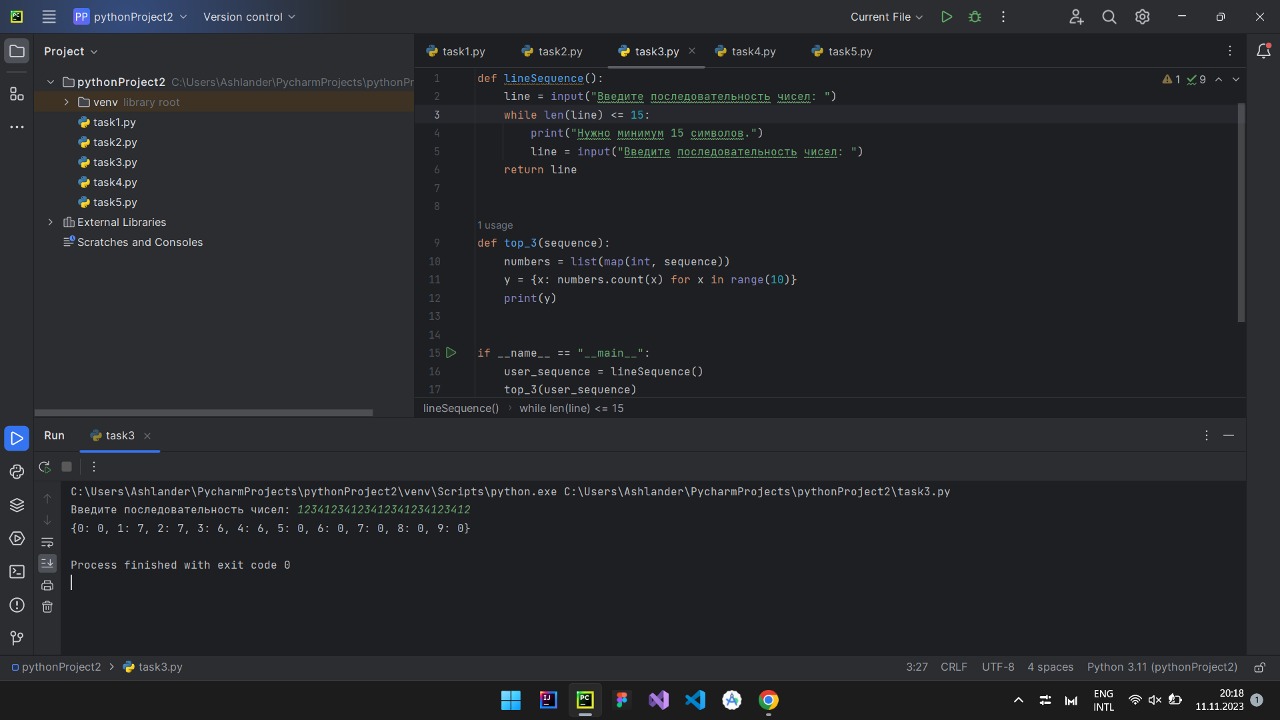 PP pythonProject2 Version control Current File
Project
task1.py task2.py task3.py task4.py task5.py
pythonProject2 C:\Users\Ashlander\PycharmProjects\pythonPr
venv library root
task1.py
task2.py
task3.py
task4.py
task5.py
External Libraries
Scratches and Consoles
1 9
1 def lineSequence():
2 line = input("Введите последовательность чисел: ")
3 while len(line) <= 15:
4 print("Нужно минимум 15 символов.")
5 line = input("Введите последовательность чисел: ")
6 return line
7
8
1 usage
9 def top_3(sequence):
10 numbers = list(map(int, sequence))
11 y = {x: numbers.count(x) for x in range(10)}
12 print(y)
13
14
15 if __name__ == "__main__":
16 user_sequence = lineSequence()
17 top_3(user_sequence)
lineSequence() › while len(line) <= 15
Run task3
C:\Users\Ashlander\PycharmProjects\pythonProject2\venv\Scripts\python.exe C:\Users\Ashlander\PycharmProjects\pythonProject2\task3.py
Введите последовательность чисел: 12341234123412341234123412
{0: 0, 1: 7, 2: 7, 3: 6, 4: 6, 5: 0, 6: 0, 7: 0, 8: 0, 9: 0}
Process finished with exit code 0
pythonProject2 › task3.py 3:27 CRLF UTF-8 4 spaces Python 3.11 (pythonProject2)
ENG 20:18
INTL 11.11.2023 1